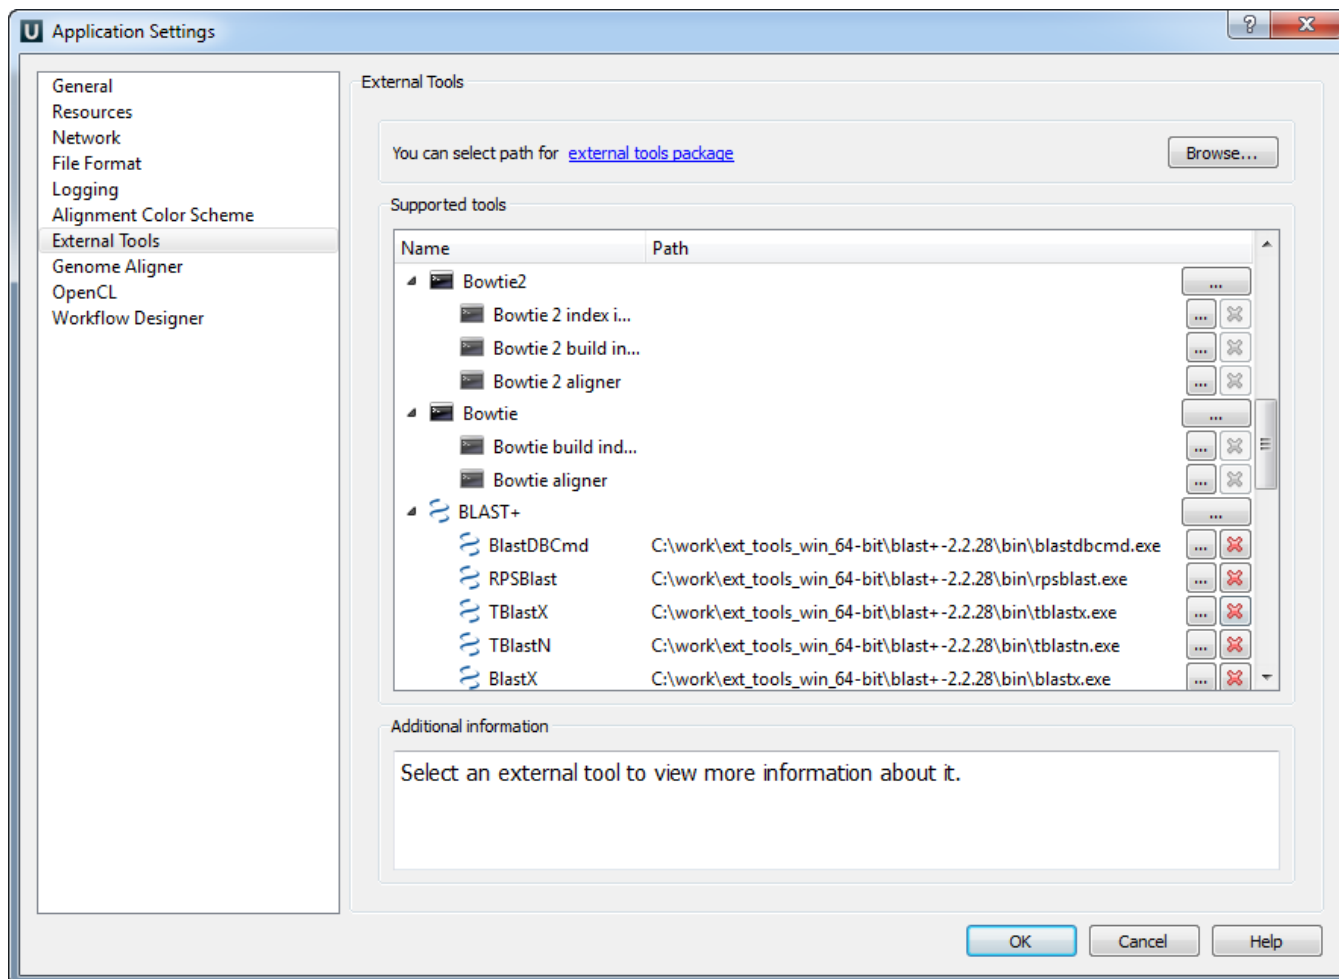 Application Settings
General
Resources
Network
File Format
Logging
Alignment Color Scheme
External Tools
Genome Aligner
OpenCL
Workflow Designer
External Tools
You can select path for external tools package
Browse...
Supported tools
Name Path
Bowtie2 ...
Bowtie 2 index i... ...
Bowtie 2 build in... ...
Bowtie 2 aligner ...
Bowtie ...
Bowtie build ind... ...
Bowtie aligner ...
BLAST+ ...
BlastDBCmd C:\work\ext_tools_win_64-bit\blast+-2.2.28\bin\blastdbcmd.exe ...
RPSBlast C:\work\ext_tools_win_64-bit\blast+-2.2.28\bin\rpsblast.exe ...
TBlastX C:\work\ext_tools_win_64-bit\blast+-2.2.28\bin\tblastx.exe ...
TBlastN C:\work\ext_tools_win_64-bit\blast+-2.2.28\bin\tblastn.exe ...
BlastX C:\work\ext_tools_win_64-bit\blast+-2.2.28\bin\blastx.exe ...
Additional information
Select an external tool to view more information about it.
OK Cancel Help